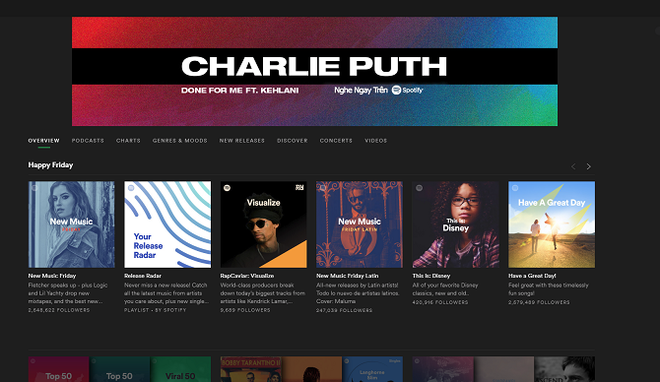 CHARLIE PUTH
DONE FOR ME FT. KEHLANI
Nghe Ngay Trên Spotify
OVERVIEW PODCASTS CHARTS GENRES & MOODS NEW RELEASES DISCOVER CONCERTS VIDEOS
Happy Friday
New Music
Your
Release
Radar
Visualize
New Music
FRIDAY LATIN
This Is:
Disney
Have A Great Day
New Music Friday
Fletcher speaks up - plus Logic
and Lil Yachty drop new
mixtapes, and the best new...
2,648,622 FOLLOWERS
Release Radar
Never miss a new release! Catch
all the latest music from artists
you care about, plus new single...
PLAYLIST • BY SPOTIFY
RapCaviar: Visualize
World-class producers break
down today's biggest tracks from
artists like Kendrick Lamar,...
9,689 FOLLOWERS
New Music Friday Latin
All-new releases by Latin artists!
Todo lo nuevo de artistas latinos.
Cover: Maluma
247,039 FOLLOWERS
This Is: Disney
All of your favorite Disney
classics, new and old.
420,916 FOLLOWERS
Have a Great Day!
Feel great with these timelessly
fun songs!
2,879,469 FOLLOWERS
Top 50
Top 50
Viral 50
BOBBY TARANTINO II
Longhorns